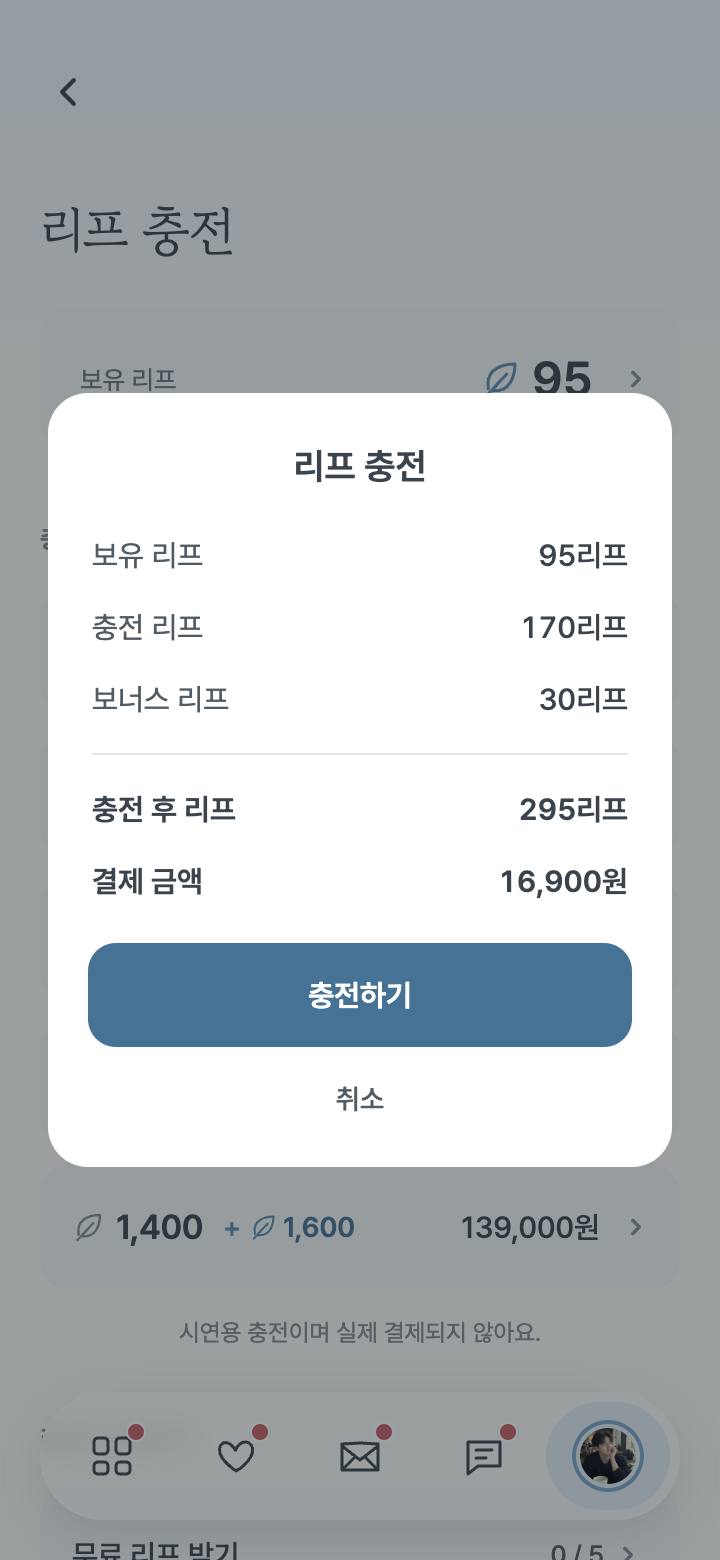 리프 충전
보유 리프 95
리프 충전
보유 리프 95리프
충전 리프 170리프
보너스 리프 30리프
충전 후 리프 295리프
결제 금액 16,900원
충전하기
취소
1,400 + 1,600 139,000원
시연용 충전이며 실제 결제되지 않아요.
무료 리프 받기 0 / 5